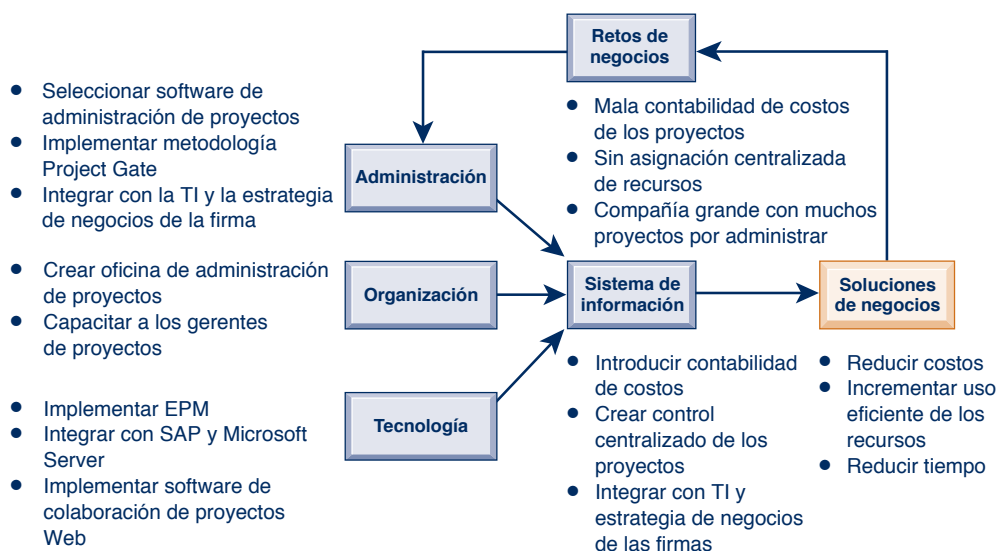 Retos de
negocios
Mala contabilidad de costos
de los proyectos
Sin asignación centralizada
de recursos
Compañía grande con muchos
proyectos por administrar
Seleccionar software de
administración de proyectos
Implementar metodología
Project Gate
Integrar con la TI y la estrategia
de negocios de la firma
Administración
Crear oficina de administración
de proyectos
Capacitar a los gerentes
de proyectos
Organización
Sistema de
información
Soluciones
de negocios
Implementar EPM
Integrar con SAP y Microsoft
Server
Implementar software de
colaboración de proyectos
Web
Tecnología
Introducir contabilidad
de costos
Crear control
centralizado de los
proyectos
Integrar con TI y
estrategia de negocios
de las firmas
Reducir costos
Incrementar uso
eficiente de los
recursos
Reducir tiempo